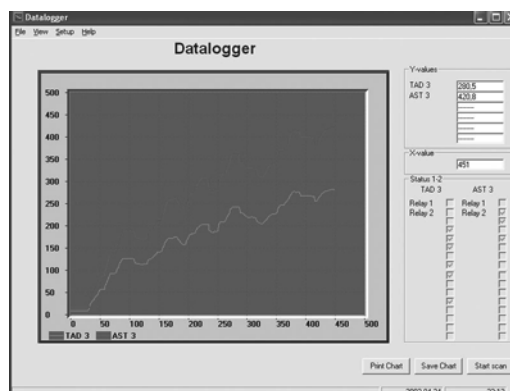 Datalogger
File View Setup Help
Datalogger
500
450
400
350
300
250
200
150
100
50
0
0 50 100 150 200 250 300 350 400 450 500
TAD 3 AST 3
Y-values
TAD 3 280,5
AST 3 420,8
X-value
451
Status 1-2
TAD 3 AST 3
Relay 1 Relay 1
Relay 2 Relay 2
Print Chart Save Chart Start scan